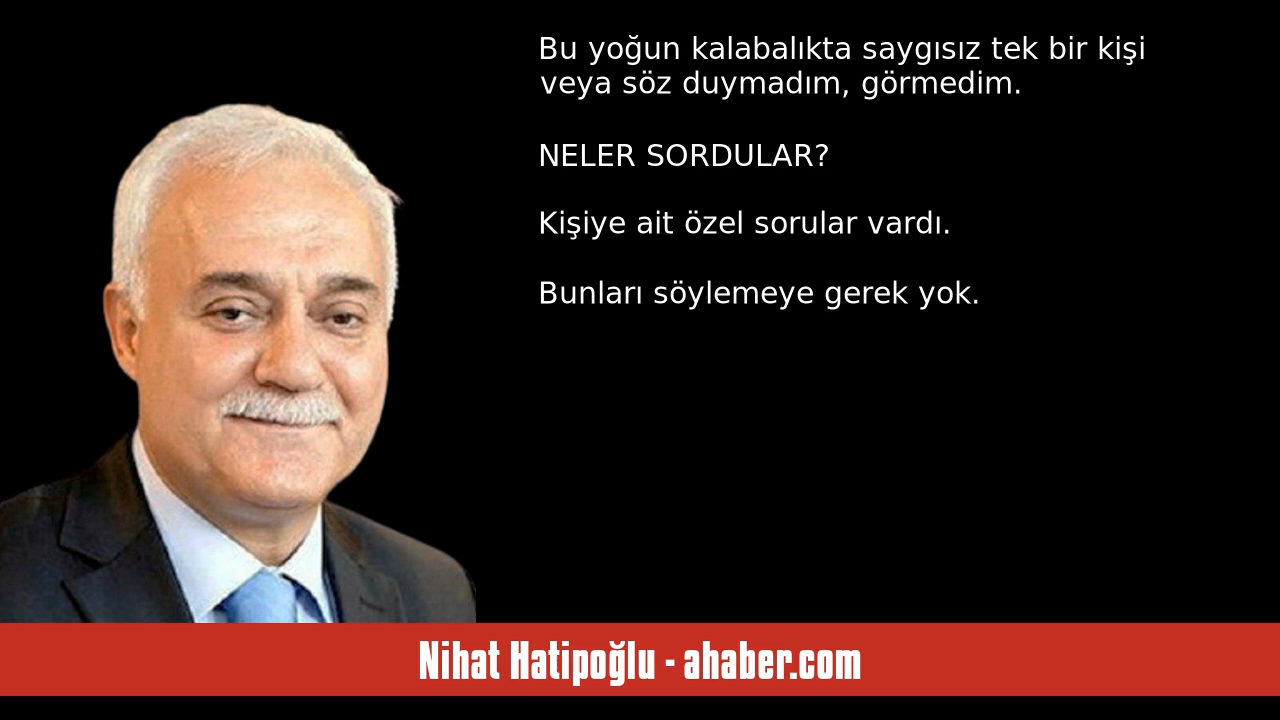 Bu yoğun kalabalıkta saygısız tek bir kişi
veya söz duymadım, görmedim.
NELER SORDULAR?
Kişiye ait özel sorular vardı.
Bunları söylemeye gerek yok.
Nihat Hatipoğlu - ahaber.com